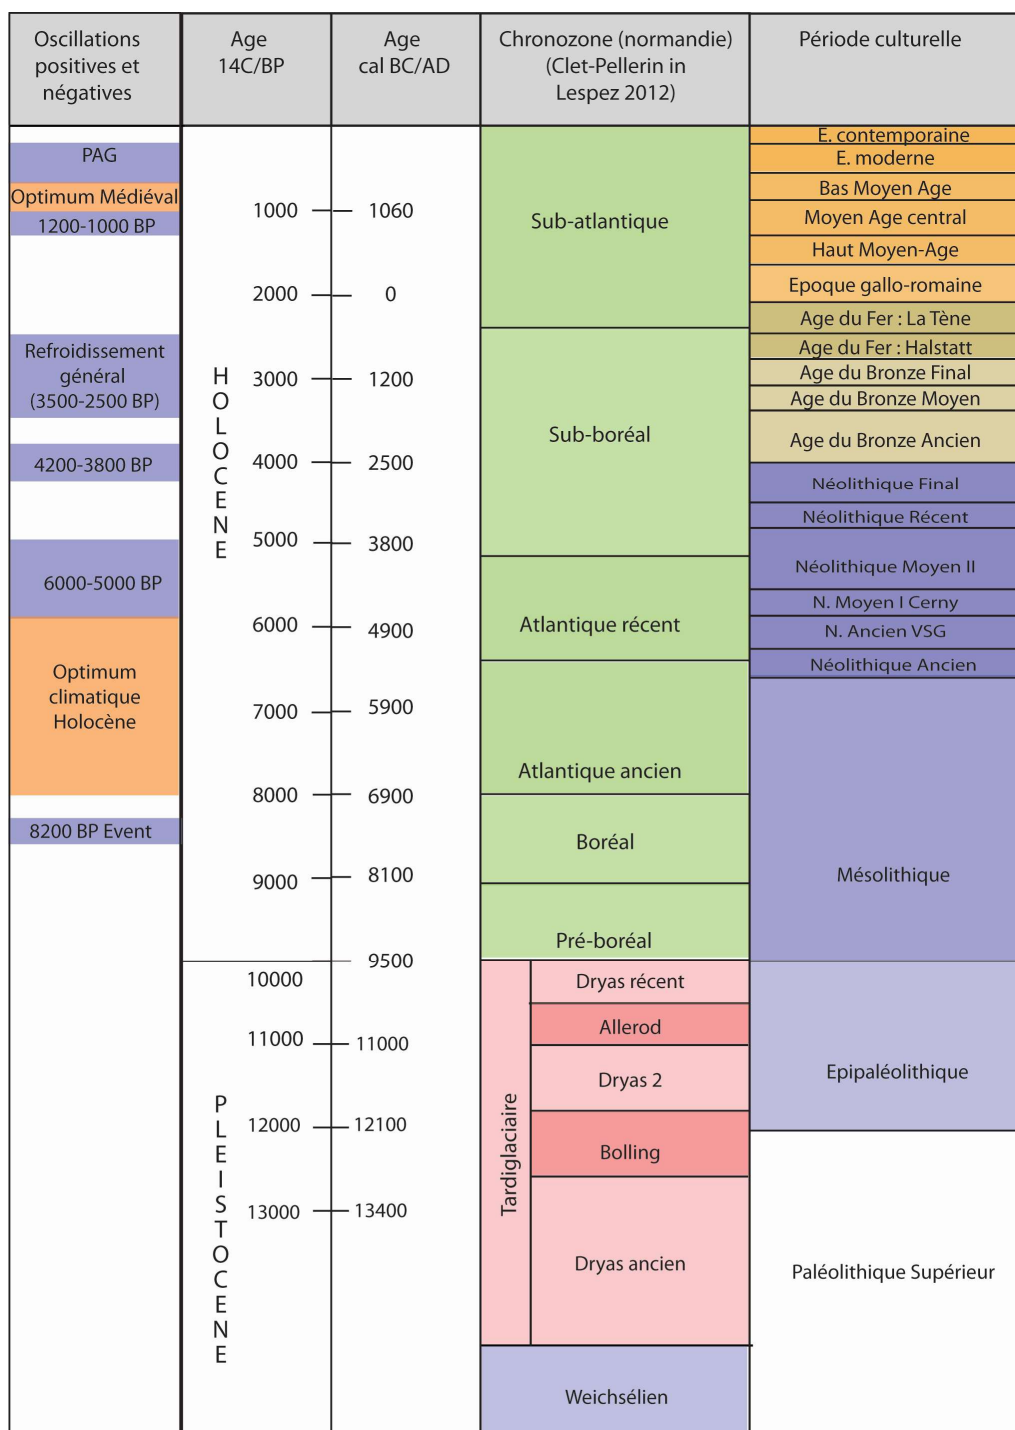 Oscillations
positives et
négatives
Age
14C/BP
Age
cal BC/AD
Chronozone (normandie)
(Clet-Pellerin in
Lespez 2012)
Période culturelle
PAG
Optimum Médiéval
1200-1000 BP
Refroidissement
général
(3500-2500 BP)
4200-3800 BP
6000-5000 BP
Optimum
climatique
Holocène
8200 BP Event
HOLOCENE
PLEISTOCENE
1000
2000
3000
4000
5000
6000
7000
8000
9000
10000
11000
12000
13000
1060
0
1200
2500
3800
4900
5900
6900
8100
9500
11000
12100
13400
Sub-atlantique
Sub-boréal
Atlantique récent
Atlantique ancien
Boréal
Pré-boréal
Tardiglaciaire
Dryas récent
Allerod
Dryas 2
Bolling
Dryas ancien
Weichsélien
E. contemporaine
E. moderne
Bas Moyen Age
Moyen Age central
Haut Moyen-Age
Epoque gallo-romaine
Age du Fer : La Tène
Age du Fer : Halstatt
Age du Bronze Final
Age du Bronze Moyen
Age du Bronze Ancien
Néolithique Final
Néolithique Récent
Néolithique Moyen II
N. Moyen I Cerny
N. Ancien VSG
Néolithique Ancien
Mésolithique
Epipaléolithique
Paléolithique Supérieur